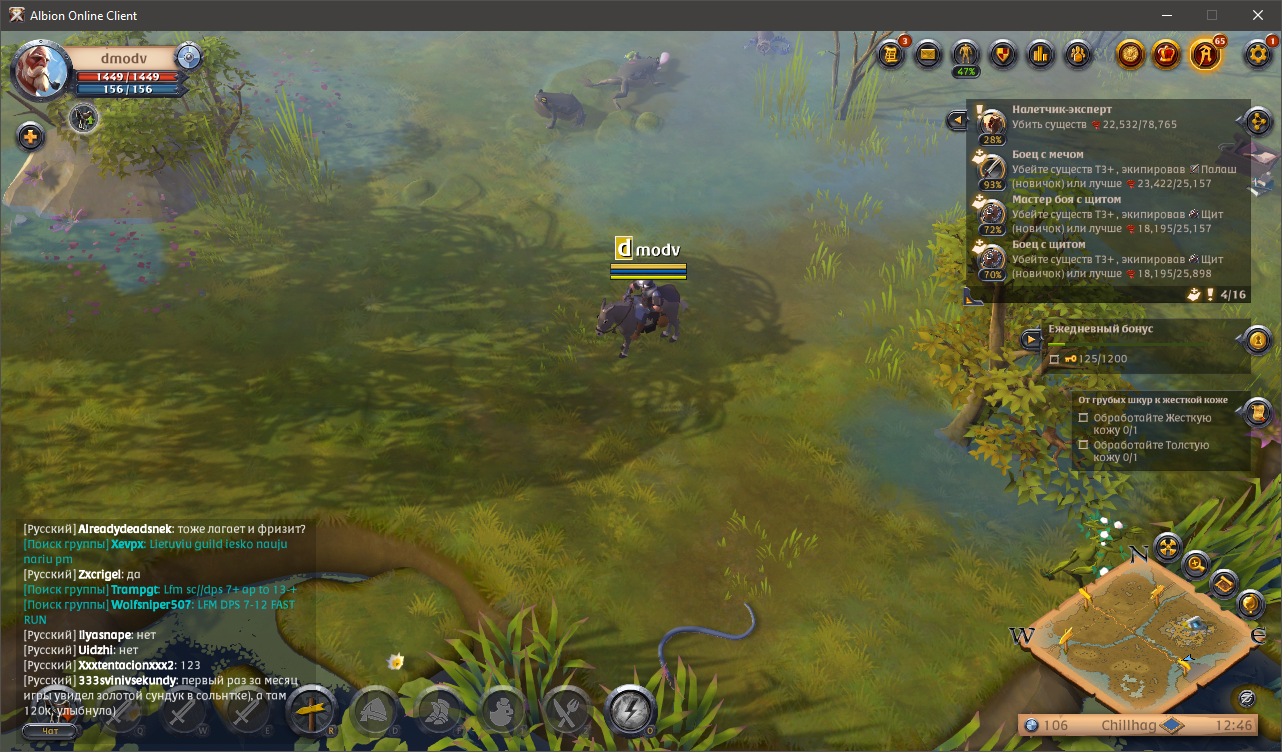 Albion Online Client
dmodv
1449/1449
156/156
3
47%
65
1
Налетчик-эксперт
Убить существ 22,532/78,765
28%
Боец с мечом
Убейте существ Т3+, экипировав Палаш
(новичок) или лучше 23,422/25,157
93%
Мастер боя с щитом
Убейте существ Т3+, экипировав Щит
(новичок) или лучше 18,195/25,157
72%
Боец с щитом
Убейте существ Т3+, экипировав Щит
(новичок) или лучше 18,195/25,898
70%
4/16
d modv
Ежедневный бонус
125/1200
От грубых шкур к жесткой коже
Обработайте Жесткую
кожу 0/1
Обработайте Толстую
кожу 0/1
[Русский] Alreadydeadsnek: тоже лагает и фризит?
[Поиск группы] Xevpx: Lietuviu guild iesko nauju
nariu pm
[Русский] Zxcrigel: да
[Поиск группы] Trampgt: Lfm sc//dps 7+ap to 13-+
[Поиск группы] Wolfsniper507: LFM DPS 7-12 FAST
RUN
[Русский] Ilyasnape: нет
[Русский] Uidzhi: нет
[Русский] Xxxtentacionxxx2: 123
[Русский] 333svinivsekundy: первый раз за месяц
игры увидел золотой сундук в сольнтке), а там
120к, улыбнуло)
Чат
Q
W
E
R
D
O
N
W
E
106
Chillhag
12:46